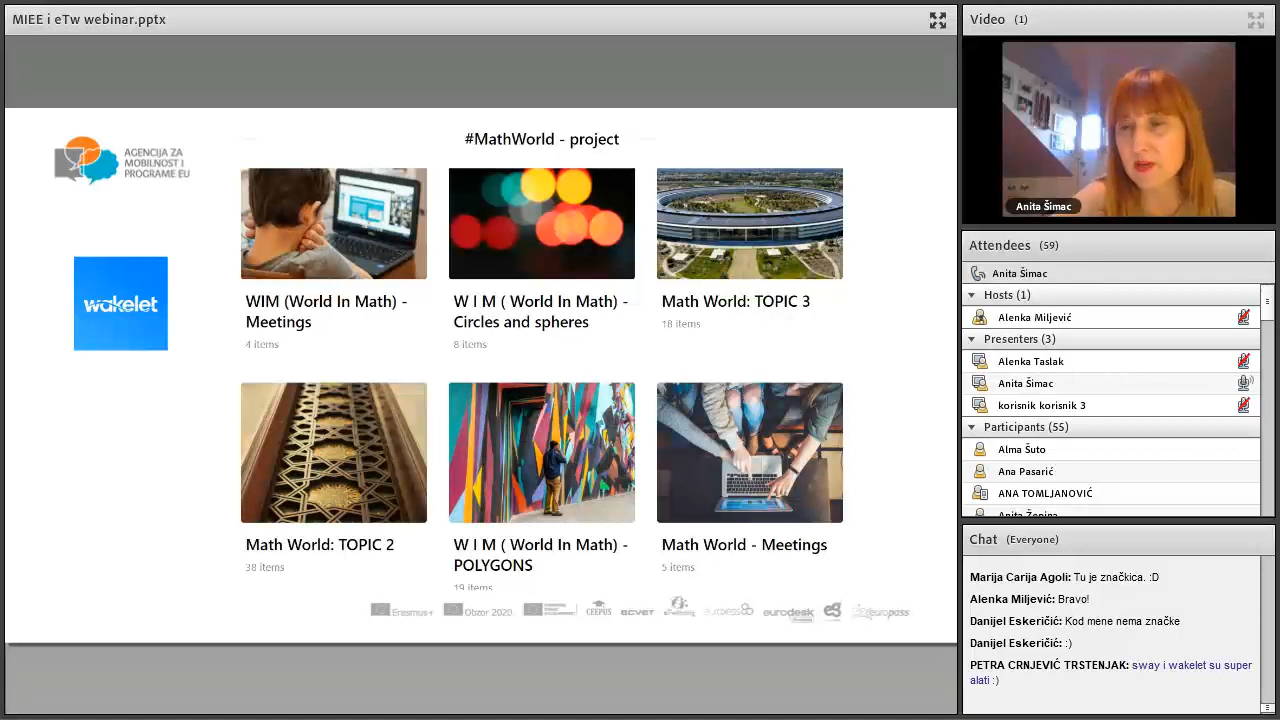 MIEE i eTw webinar.pptx
AGENCIJA ZA
MOBILNOST I
PROGRAME EU
wakelet
#MathWorld - project
WIM (World In Math) -
Meetings
4 items
W I M ( World In Math) -
Circles and spheres
8 items
Math World: TOPIC 3
18 items
Math World: TOPIC 2
38 items
W I M ( World In Math) -
POLYGONS
19 items
Math World - Meetings
5 items
Erasmus+
Obzor 2020
CEEPUS
ECVET
euraxess
eurodesk
europass
Video (1)
Anita Šimac
Attendees (59)
Anita Šimac
Hosts (1)
Alenka Miljević
Presenters (3)
Alenka Taslak
Anita Šimac
korisnik korisnik 3
Participants (55)
Alma Šuto
Ana Pasarić
ANA TOMLJANOVIĆ
Anita Ženina
Chat (Everyone)
Marija Carija Agoli: Tu je značkica. :D
Alenka Miljević: Bravo!
Danijel Eskeričić: Kod mene nema značke
Danijel Eskeričić: :)
PETRA CRNJEVIĆ TRSTENJAK: sway i wakelet su super
alati :)